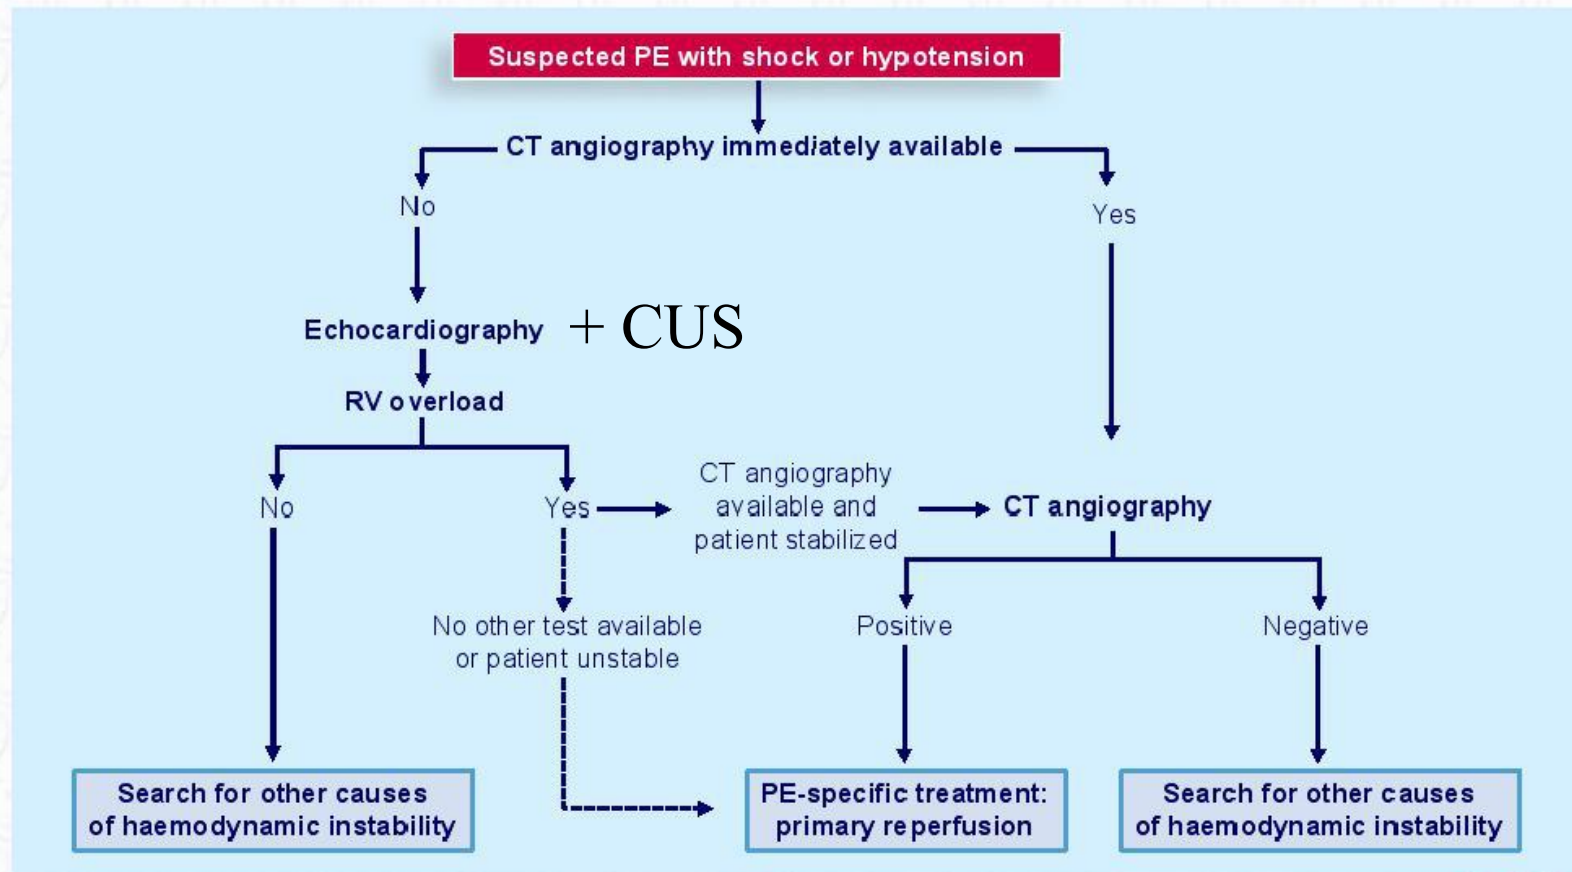 Suspected PE with shock or hypotension
CT angiography immediately available
No
Yes
Echocardiography + CUS
RV overload
No
Yes
CT angiography
available and
patient stabilized
CT angiography
No other test available
or patient unstable
Positive
Negative
Search for other causes
of haemodynamic instability
PE-specific treatment:
primary reperfusion
Search for other causes
of haemodynamic instability